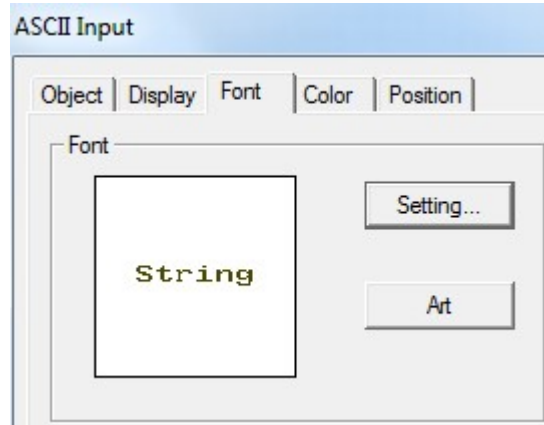 ASCII Input
Object Display Font Color Position
Font
Setting...
String
Art